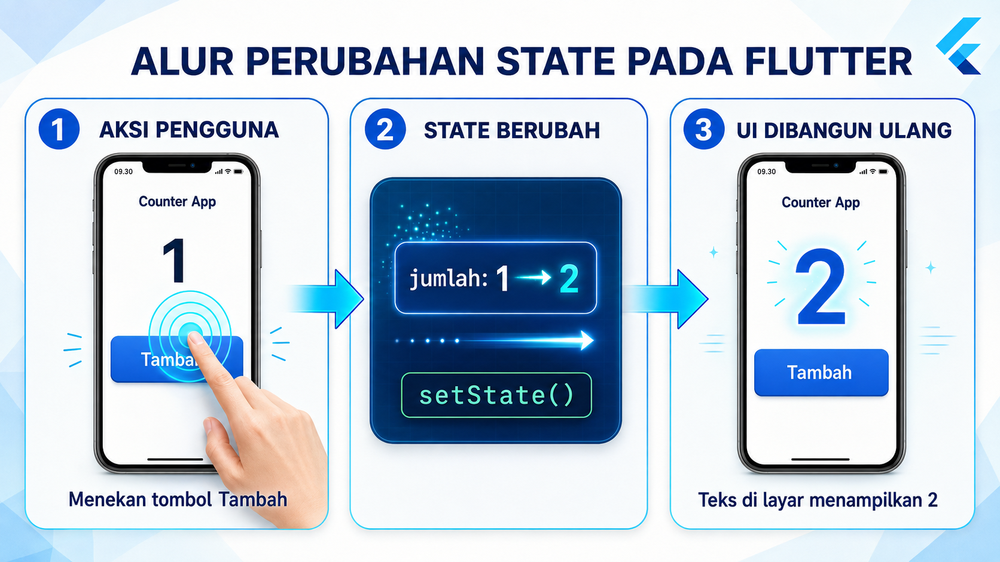 ALUR PERUBAHAN STATE PADA FLUTTER
1 AKSI PENGGUNA
09.30
Counter App
1
Tambah
Menekan tombol Tambah
2 STATE BERUBAH
jumlah: 1 → 2
setState()
3 UI DIBANGUN ULANG
09.30
Counter App
2
Tambah
Teks di layar menampilkan 2